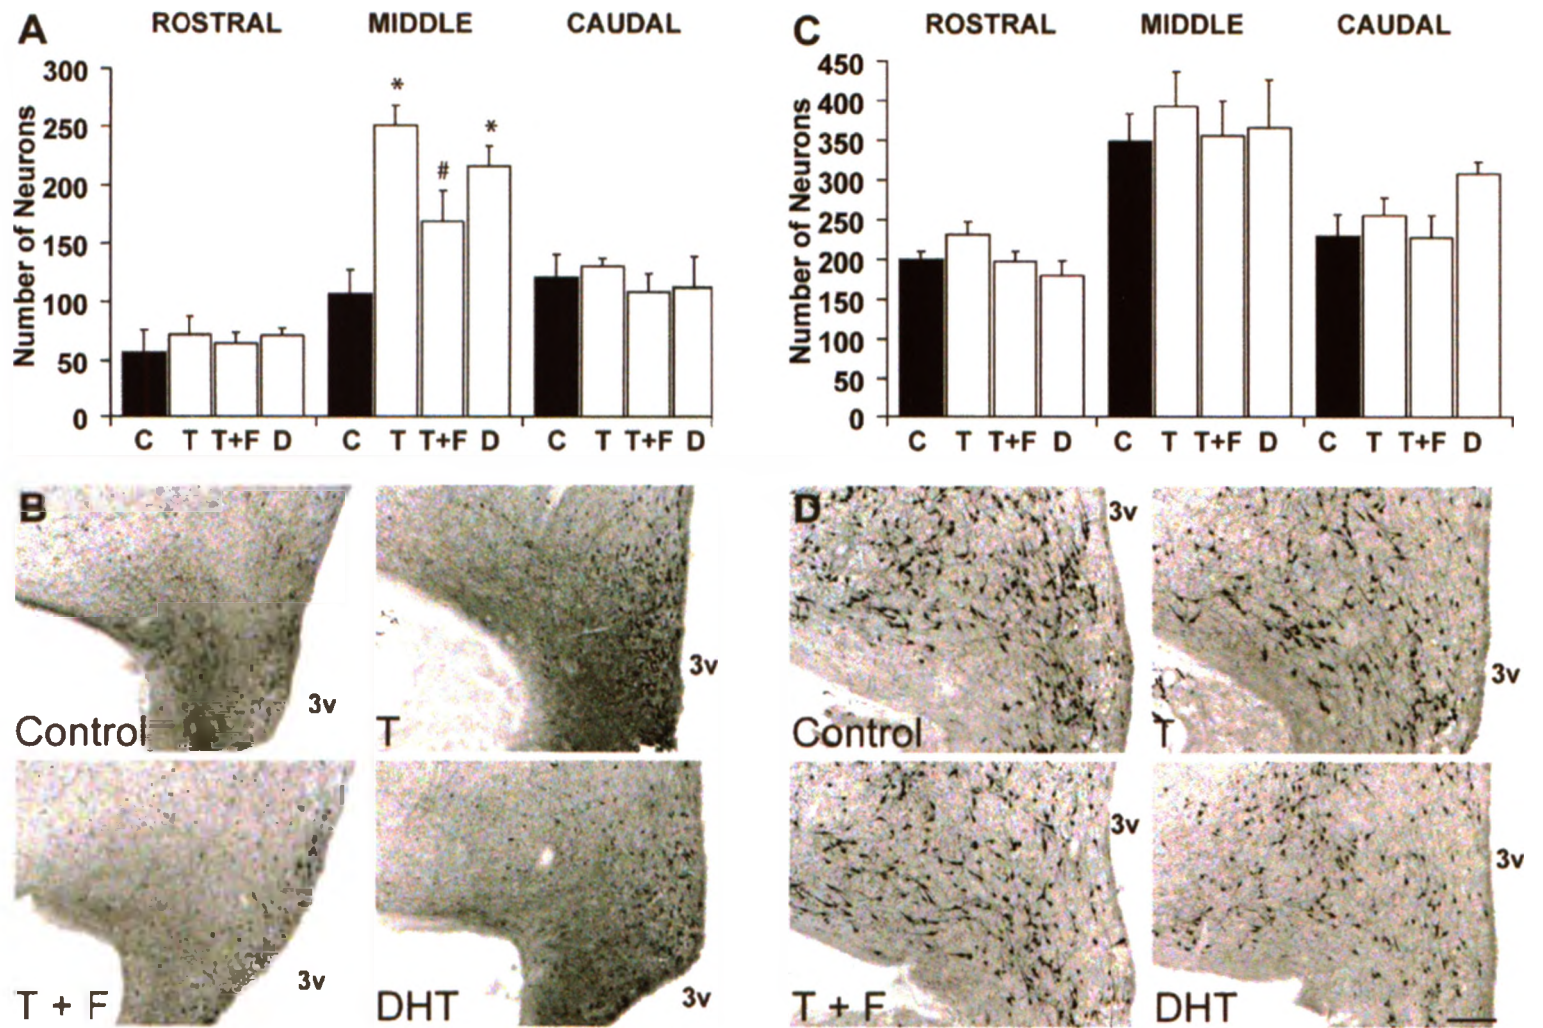 A
ROSTRAL MIDDLE CAUDAL
Number of Neurons
300
250
200
150
100
50
0
*
#
*
C T T+F D C T T+F D C T T+F D
C
ROSTRAL MIDDLE CAUDAL
Number of Neurons
450
400
350
300
250
200
150
100
50
0
C T T+F D C T T+F D C T T+F D
B
3v
Control
3v
T
3v
T + F
3v
DHT
D
3v
Control
3v
T
3v
T + F
3v
DHT